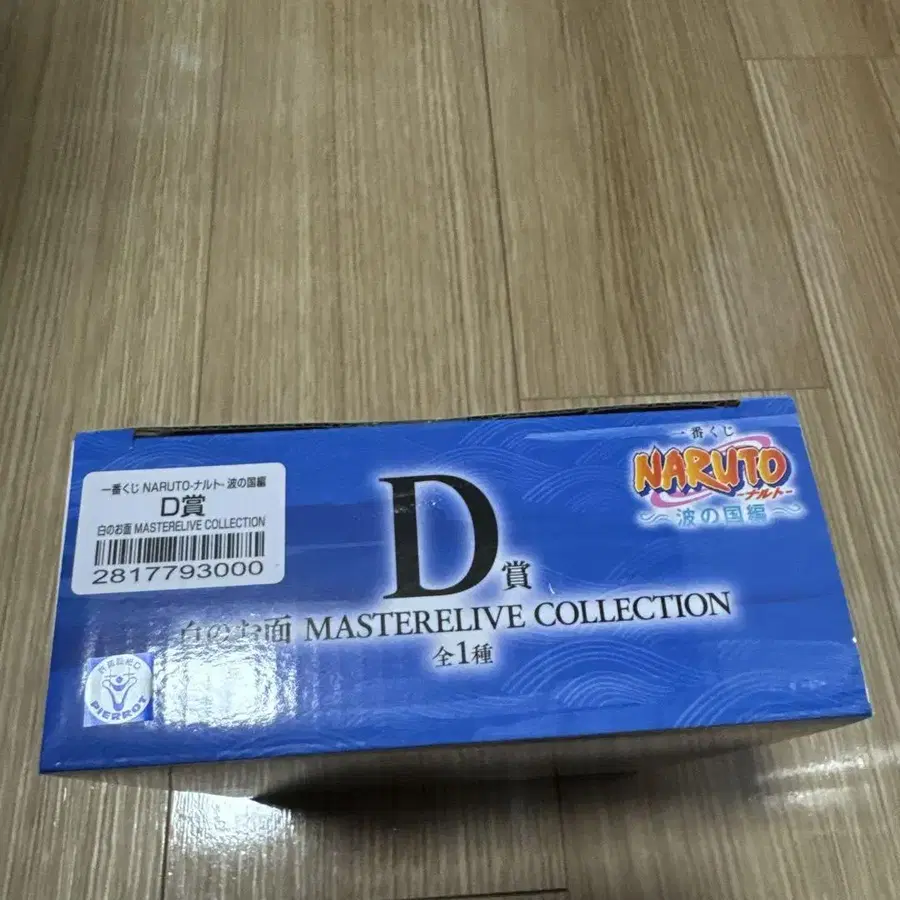 一番くじ NARUTO-ナルト- 波の国編
D賞
白のお面 MASTERELIVE COLLECTION
2817793000
D賞
白のお面 MASTERELIVE COLLECTION
全1種
一番くじ
NARUTO
-ナルト-
～波の国編～
PIERROT